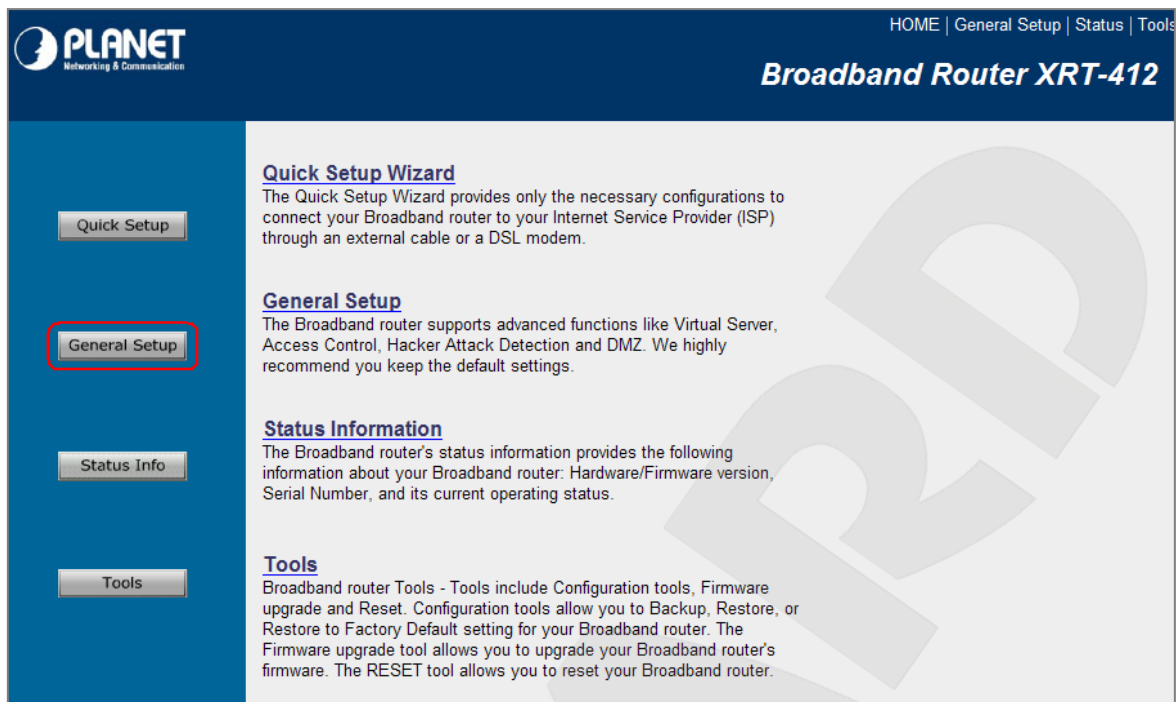 PLANET
Networking & Communication
HOME | General Setup | Status | Tools
Broadband Router XRT-412
Quick Setup
General Setup
Status Info
Tools
Quick Setup Wizard
The Quick Setup Wizard provides only the necessary configurations to
connect your Broadband router to your Internet Service Provider (ISP)
through an external cable or a DSL modem.
General Setup
The Broadband router supports advanced functions like Virtual Server,
Access Control, Hacker Attack Detection and DMZ. We highly
recommend you keep the default settings.
Status Information
The Broadband router's status information provides the following
information about your Broadband router: Hardware/Firmware version,
Serial Number, and its current operating status.
Tools
Broadband router Tools - Tools include Configuration tools, Firmware
upgrade and Reset. Configuration tools allow you to Backup, Restore, or
Restore to Factory Default setting for your Broadband router. The
Firmware upgrade tool allows you to upgrade your Broadband router's
firmware. The RESET tool allows you to reset your Broadband router.